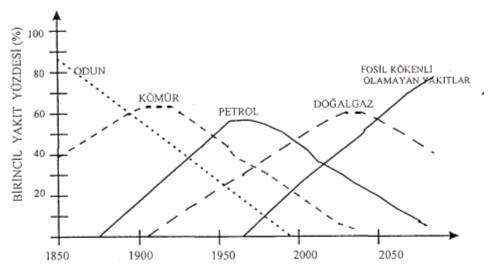 BİRİNCİL YAKIT YÜZDESİ (%)
100
80
60
40
20
ODUN
KÖMÜR
PETROL
DOĞALGAZ
FOSİL KÖKENLİ
OLAMAYAN YAKITLAR
1850
1900
1950
2000
2050